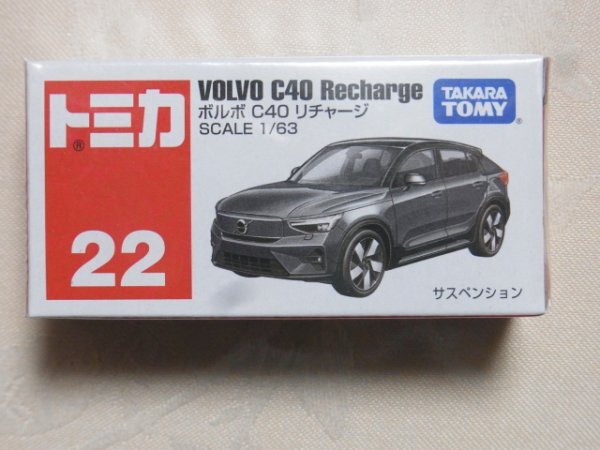 トミカ
®
22
VOLVO C40 Recharge
ボルボ C40 リチャージ
SCALE 1/63
TAKARA
TOMY
®
サスペンション